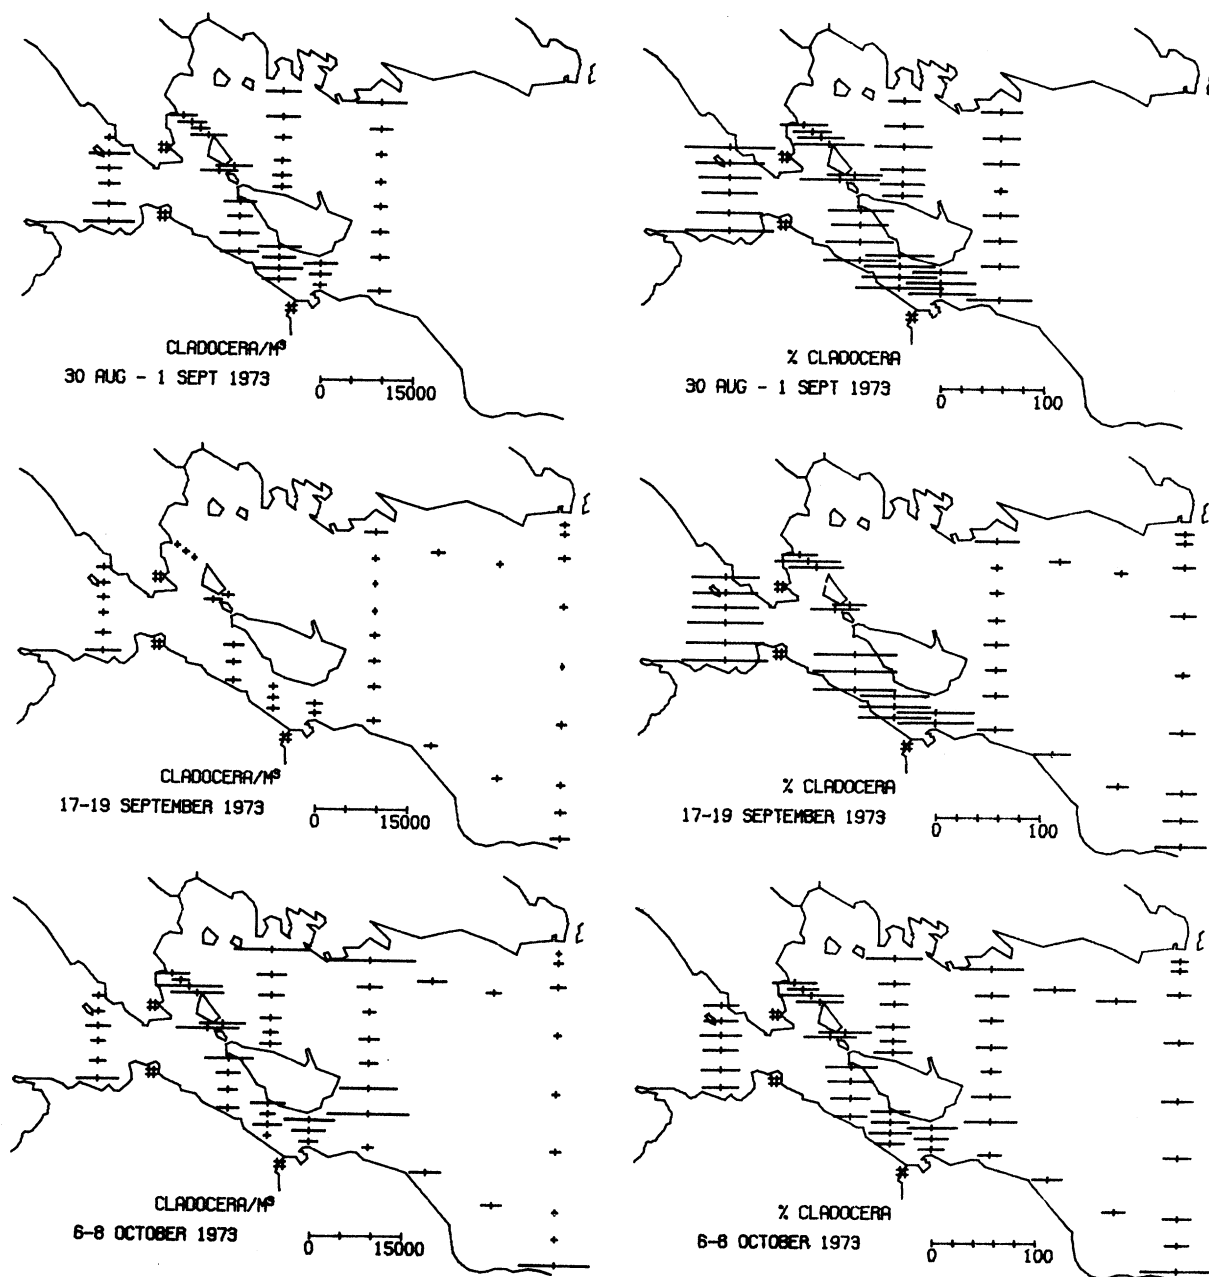 CLADOCERA/M³
30 AUG - 1 SEPT 1973
0 15000
% CLADOCERA
30 AUG - 1 SEPT 1973
0 100
CLADOCERA/M³
17-19 SEPTEMBER 1973
0 15000
% CLADOCERA
17-19 SEPTEMBER 1973
0 100
CLADOCERA/M³
6-8 OCTOBER 1973
0 15000
% CLADOCERA
6-8 OCTOBER 1973
0 100